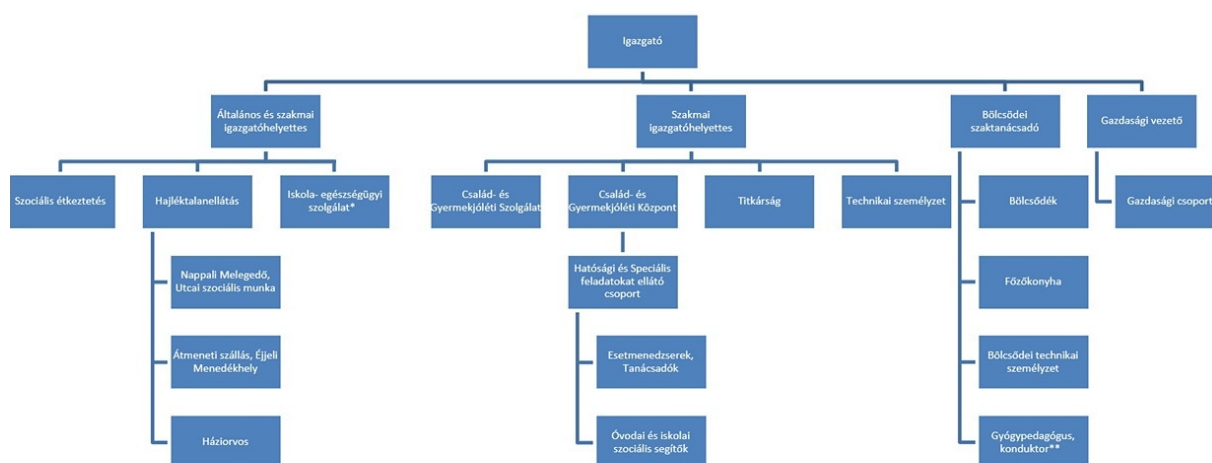 Igazgató
Általános és szakmai
igazgatóhelyettes
Szakmai
igazgatóhelyettes
Bölcsődei
szaktanácsadó
Gazdasági vezető
Szociális étkeztetés
Hajléktalanellátás
Iskola- egészségügyi
szolgálat*
Család- és
Gyermekjóléti Szolgálat
Család- és
Gyermekjóléti Központ
Titkárság
Technikai személyzet
Bölcsődék
Gazdasági csoport
Nappali Melegedő,
Utcai szociális munka
Hatósági és Speciális
feladatokat ellátó
csoport
Főzőkonyha
Átmeneti szállás, Éjjeli
Menedékhely
Esetmenedzserek,
Tanácsadók
Bölcsődei technikai
személyzet
Háziorvos
Óvodai és iskolai
szociális segítők
Gyógypedagógus,
konduktor**